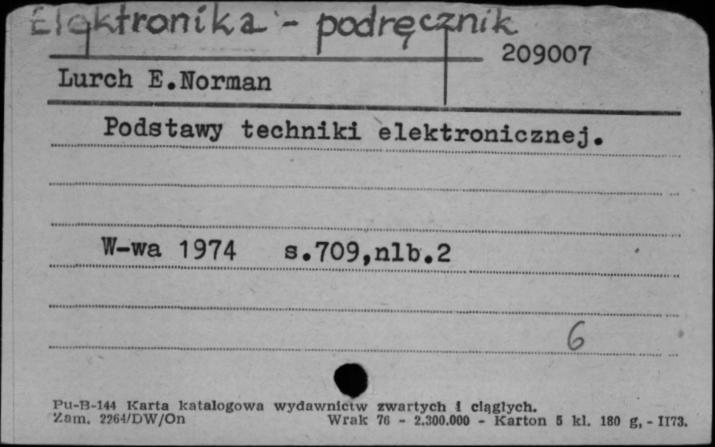 Elektronika - podręcznik
209007
Lurch E.Norman
Podstawy techniki elektronicznej.
W-wa 1974 s.709,nlb.2
6
Pu-B-144 Karta katalogowa wydawnictw zwartych i ciągłych.
Zam. 2264/DW/On Wrak 76 - 2.300.000 - Karton 5 kl. 180 g, - II73.